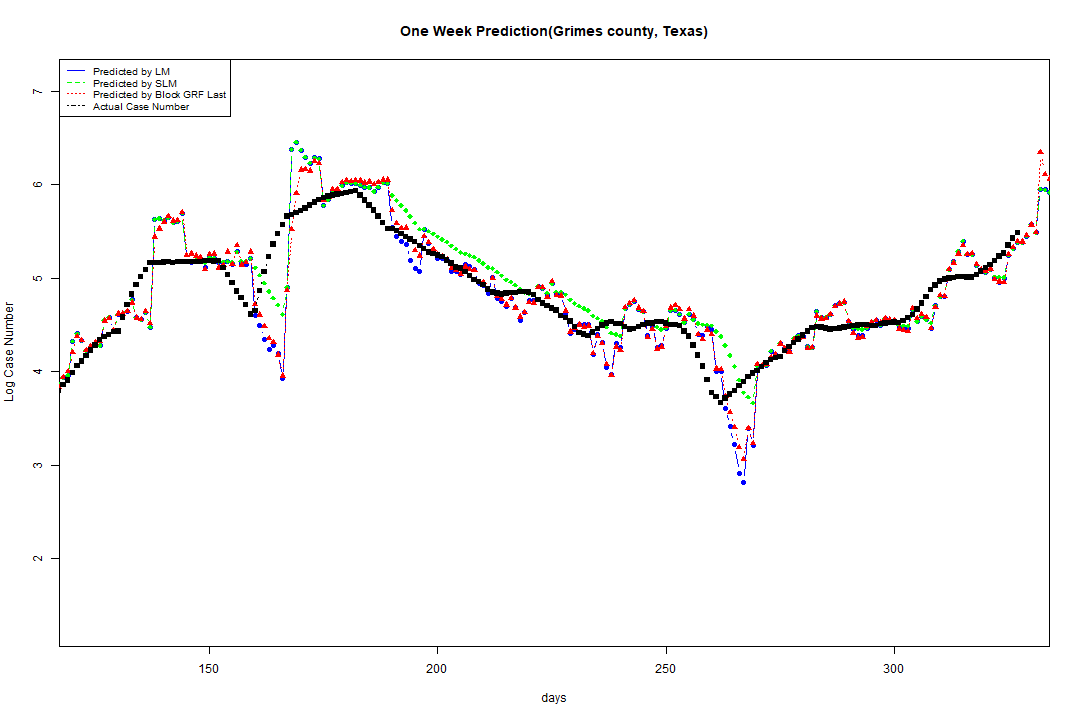 One Week Prediction(Grimes county, Texas)
Predicted by LM
Predicted by SLM
Predicted by Block GRF Last
Actual Case Number
7
6
5
4
3
2
Log Case Number
150 200 250 300
days